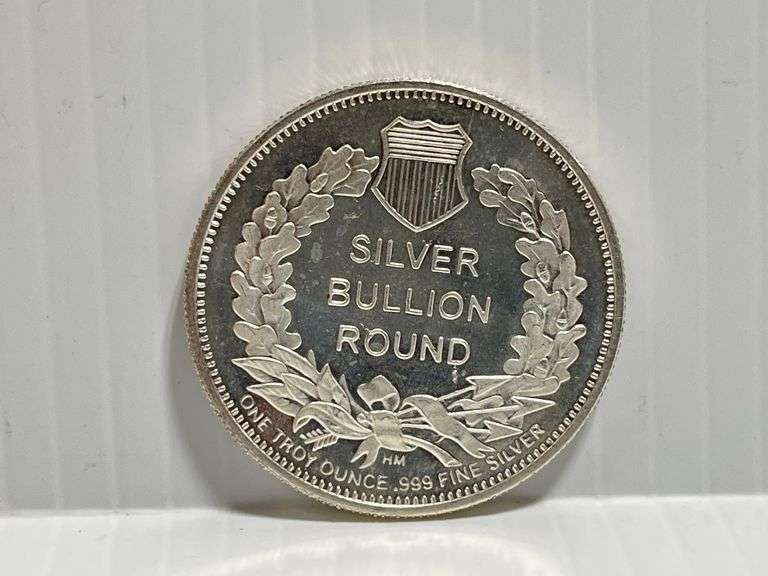 SILVER
BULLION
ROUND
HM
ONE TROY OUNCE .999 FINE SILVER